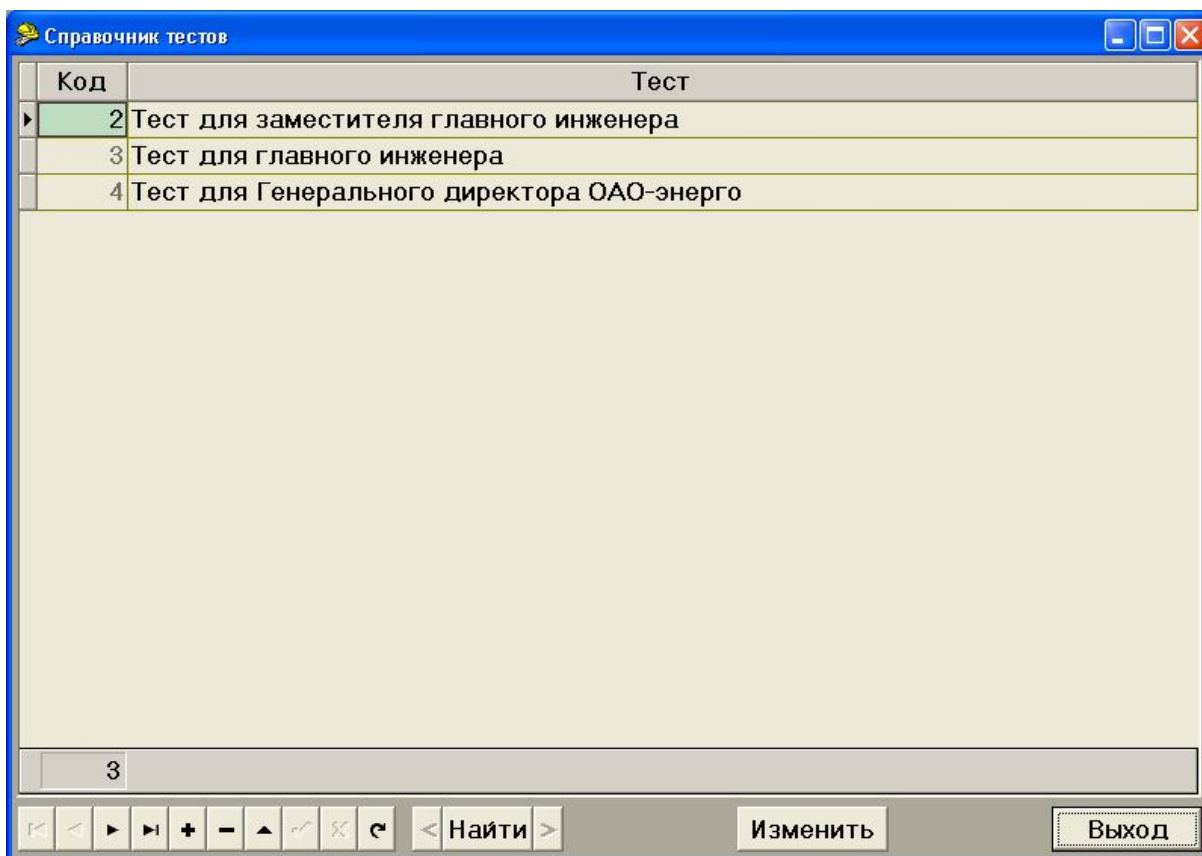 Справочник тестов
Код Тест
2 Тест для заместителя главного инженера
3 Тест для главного инженера
4 Тест для Генерального директора ОАО-энерго
3
< Найти > Изменить Выход